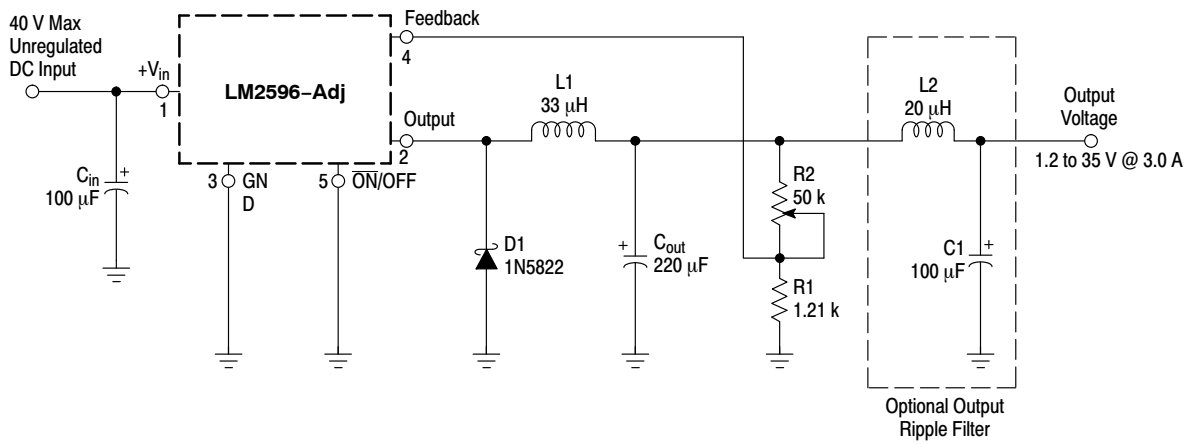 40 V Max
Unregulated
DC Input
+Vin
1
LM2596−Adj
Feedback
4
Output
2
3
GN
D
5
ON/OFF
Cin
100 μF
+
L1
33 μH
D1
1N5822
+
Cout
220 μF
R2
50 k
R1
1.21 k
L2
20 μH
C1
100 μF
+
Output
Voltage
1.2 to 35 V @ 3.0 A
Optional Output
Ripple Filter